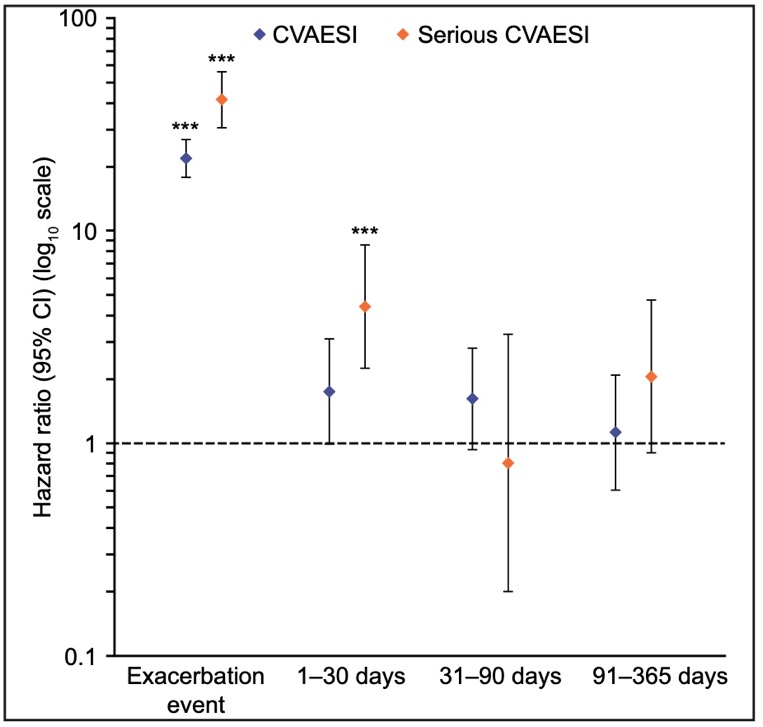 100
CVAESI
Serious CVAESI
***
***
10
***
1
0.1
Hazard ratio (95% CI) (log10 scale)
Exacerbation
event
1–30 days
31–90 days
91–365 days